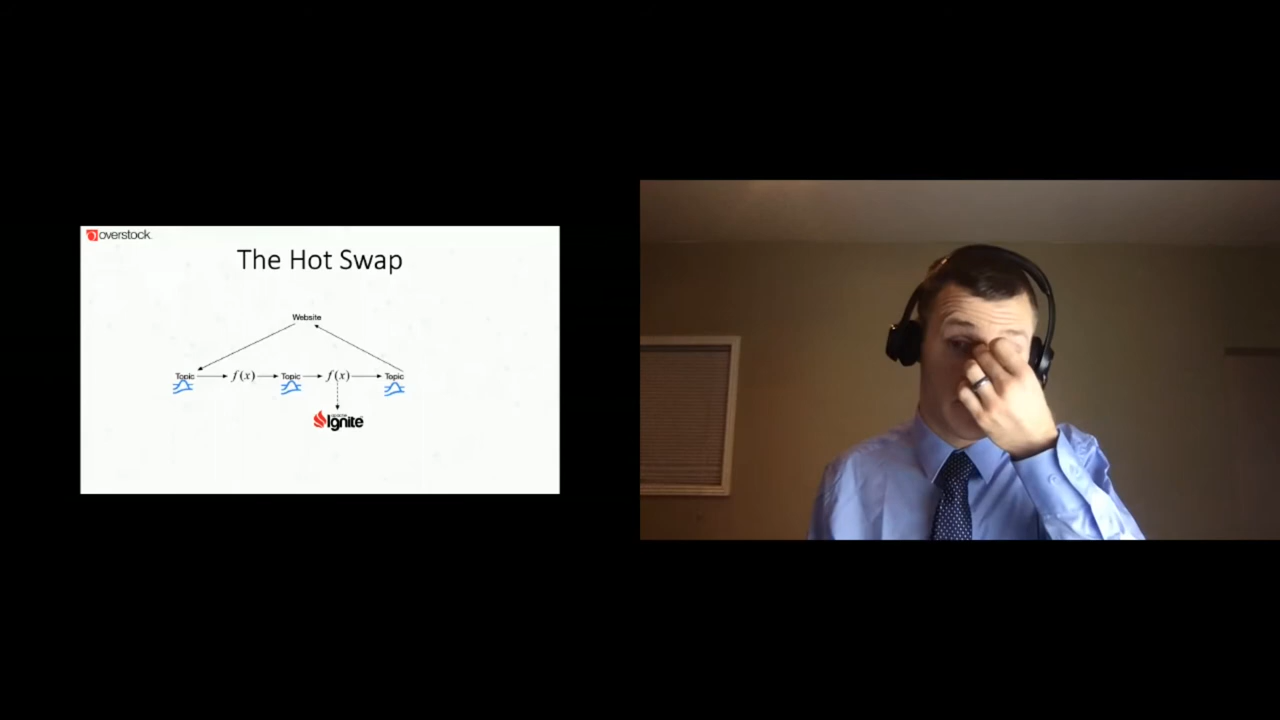 overstock.
The Hot Swap
Website
Topic f(x) Topic f(x) Topic
Ignite